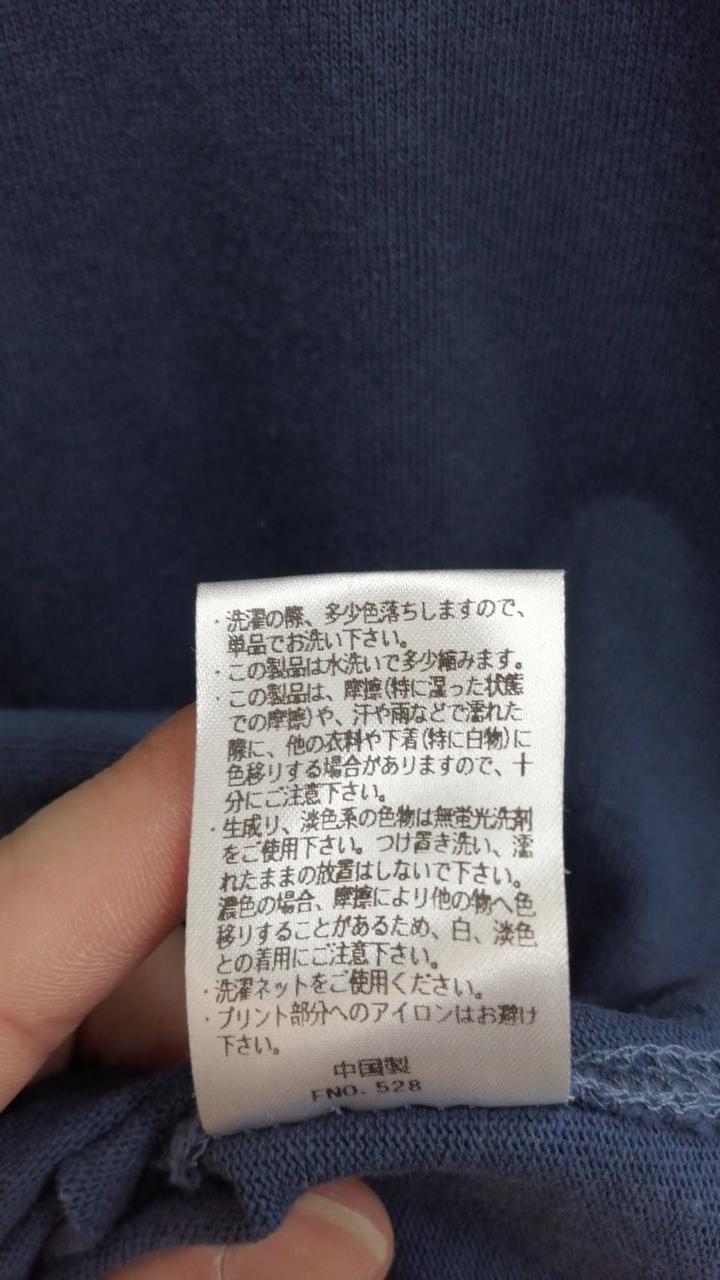 ・洗濯の際、多少色落ちしますので、
単品でお洗い下さい。
・この製品は水洗いで多少縮みます。
・この製品は、摩擦(特に湿った状態
での摩擦)や、汗や雨などで濡れた
際に、他の衣料や下着(特に白物)に
色移りする場合がありますので、十
分にご注意下さい。
・生成り、淡色系の色物は無蛍光洗剤
をご使用下さい。つけ置き洗い、濡
れたままの放置はしないで下さい。
濃色の場合、摩擦により他の物へ色
移りすることがあるため、白、淡色
との着用にご注意下さい。
・洗濯ネットをご使用ください。
・プリント部分へのアイロンはお避け
下さい。
中国製
FNO. 528